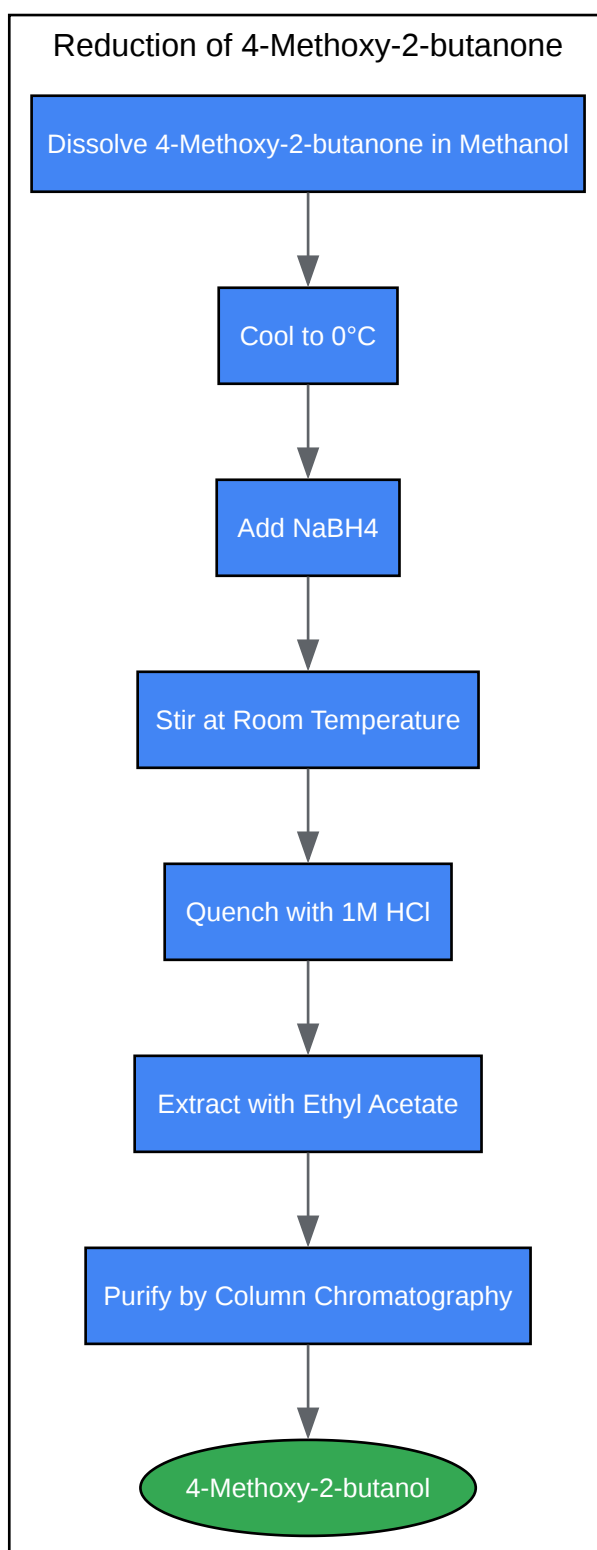 Reduction of 4-Methoxy-2-butanone
Dissolve 4-Methoxy-2-butanone in Methanol
Cool to 0°C
Add NaBH4
Stir at Room Temperature
Quench with 1M HCl
Extract with Ethyl Acetate
Purify by Column Chromatography
4-Methoxy-2-butanol